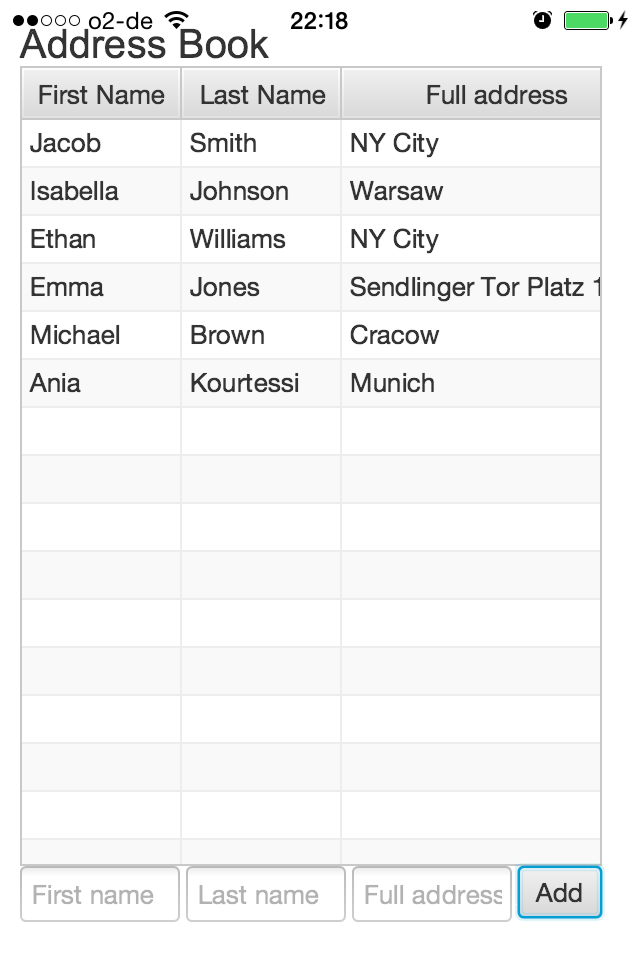 o2-de 22:18
Address Book
First Name Last Name Full address
Jacob Smith NY City
Isabella Johnson Warsaw
Ethan Williams NY City
Emma Jones Sendlinger Tor Platz 1
Michael Brown Cracow
Ania Kourtessi Munich
First name Last name Full address Add